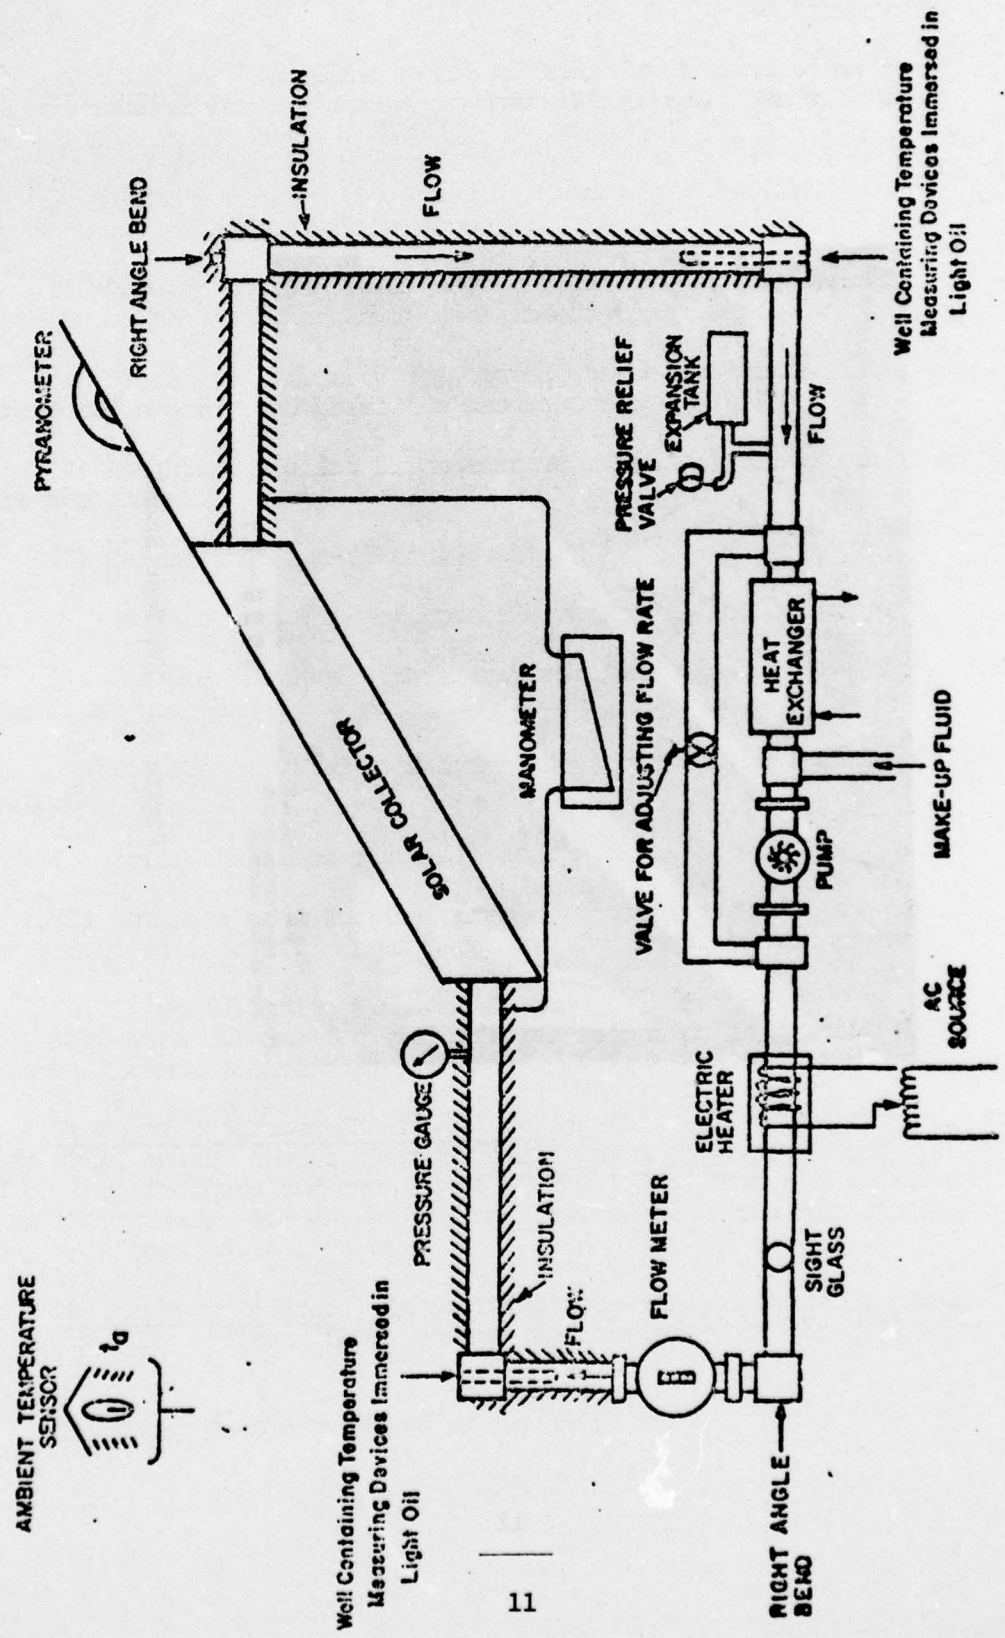 AMBIENT TEMPERATURE
SENSOR
ta
PYRANOMETER
RIGHT ANGLE BEND
INSULATION
FLOW
Well Containing Temperature
Measuring Devices Immersed in
Light Oil
PRESSURE GAUGE
SOLAR COLLECTOR
INSULATION
FLOW
MANOMETER
PRESSURE RELIEF
VALVE
EXPANSION
TANK
FLOW
Well Containing Temperature
Measuring Devices Immersed in
Light Oil
FLOW METER
VALVE FOR ADJUSTING FLOW RATE
ELECTRIC
HEATER
HEAT
EXCHANGER
PUMP
SIGHT
GLASS
MAKE-UP FLUID
AC
SOURCE
RIGHT ANGLE
BEND
11